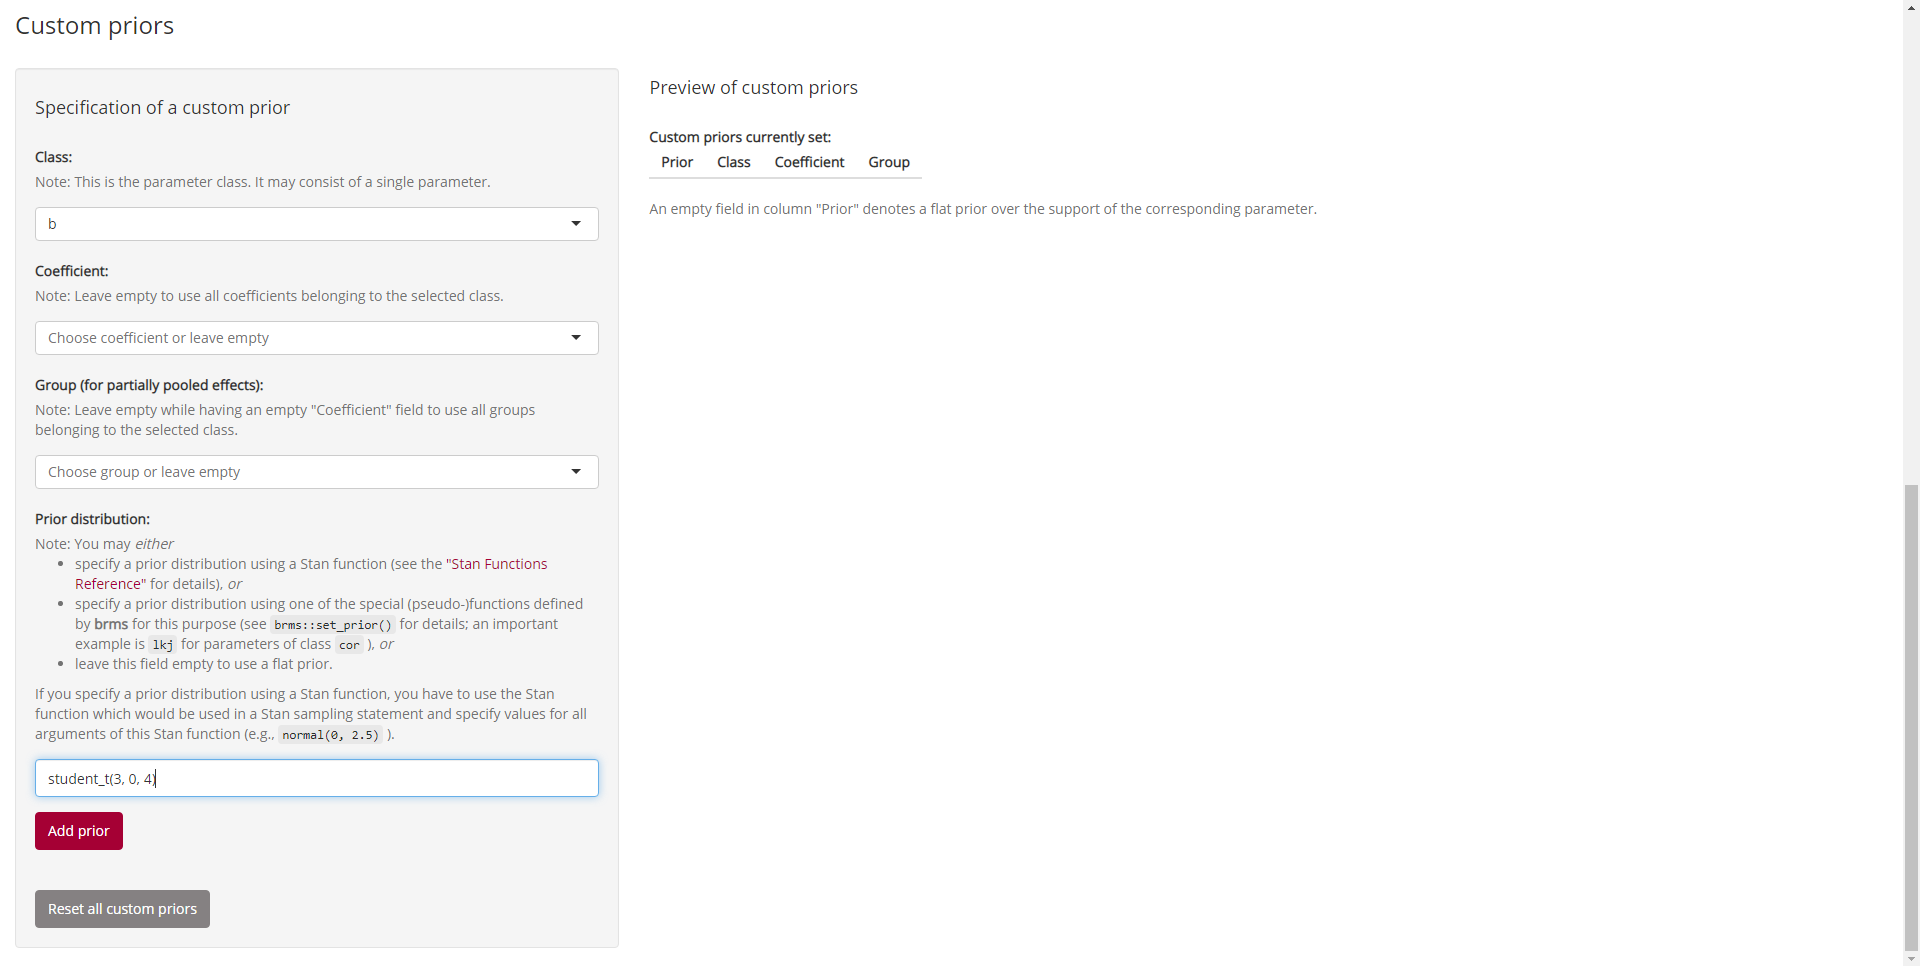 Custom priors
Specification of a custom prior
Class:
Note: This is the parameter class. It may consist of a single parameter.
b
Coefficient:
Note: Leave empty to use all coefficients belonging to the selected class.
Choose coefficient or leave empty
Group (for partially pooled effects):
Note: Leave empty while having an empty "Coefficient" field to use all groups
belonging to the selected class.
Choose group or leave empty
Prior distribution:
Note: You may either
specify a prior distribution using a Stan function (see the "Stan Functions
Reference" for details), or
specify a prior distribution using one of the special (pseudo-)functions defined
by brms for this purpose (see brms::set_prior() for details; an important
example is lkj for parameters of class cor ), or
leave this field empty to use a flat prior.
If you specify a prior distribution using a Stan function, you have to use the Stan
function which would be used in a Stan sampling statement and specify values for all
arguments of this Stan function (e.g., normal(0, 2.5) ).
student_t(3, 0, 4)
Add prior
Reset all custom priors
Preview of custom priors
Custom priors currently set:
Prior Class Coefficient Group
An empty field in column "Prior" denotes a flat prior over the support of the corresponding parameter.